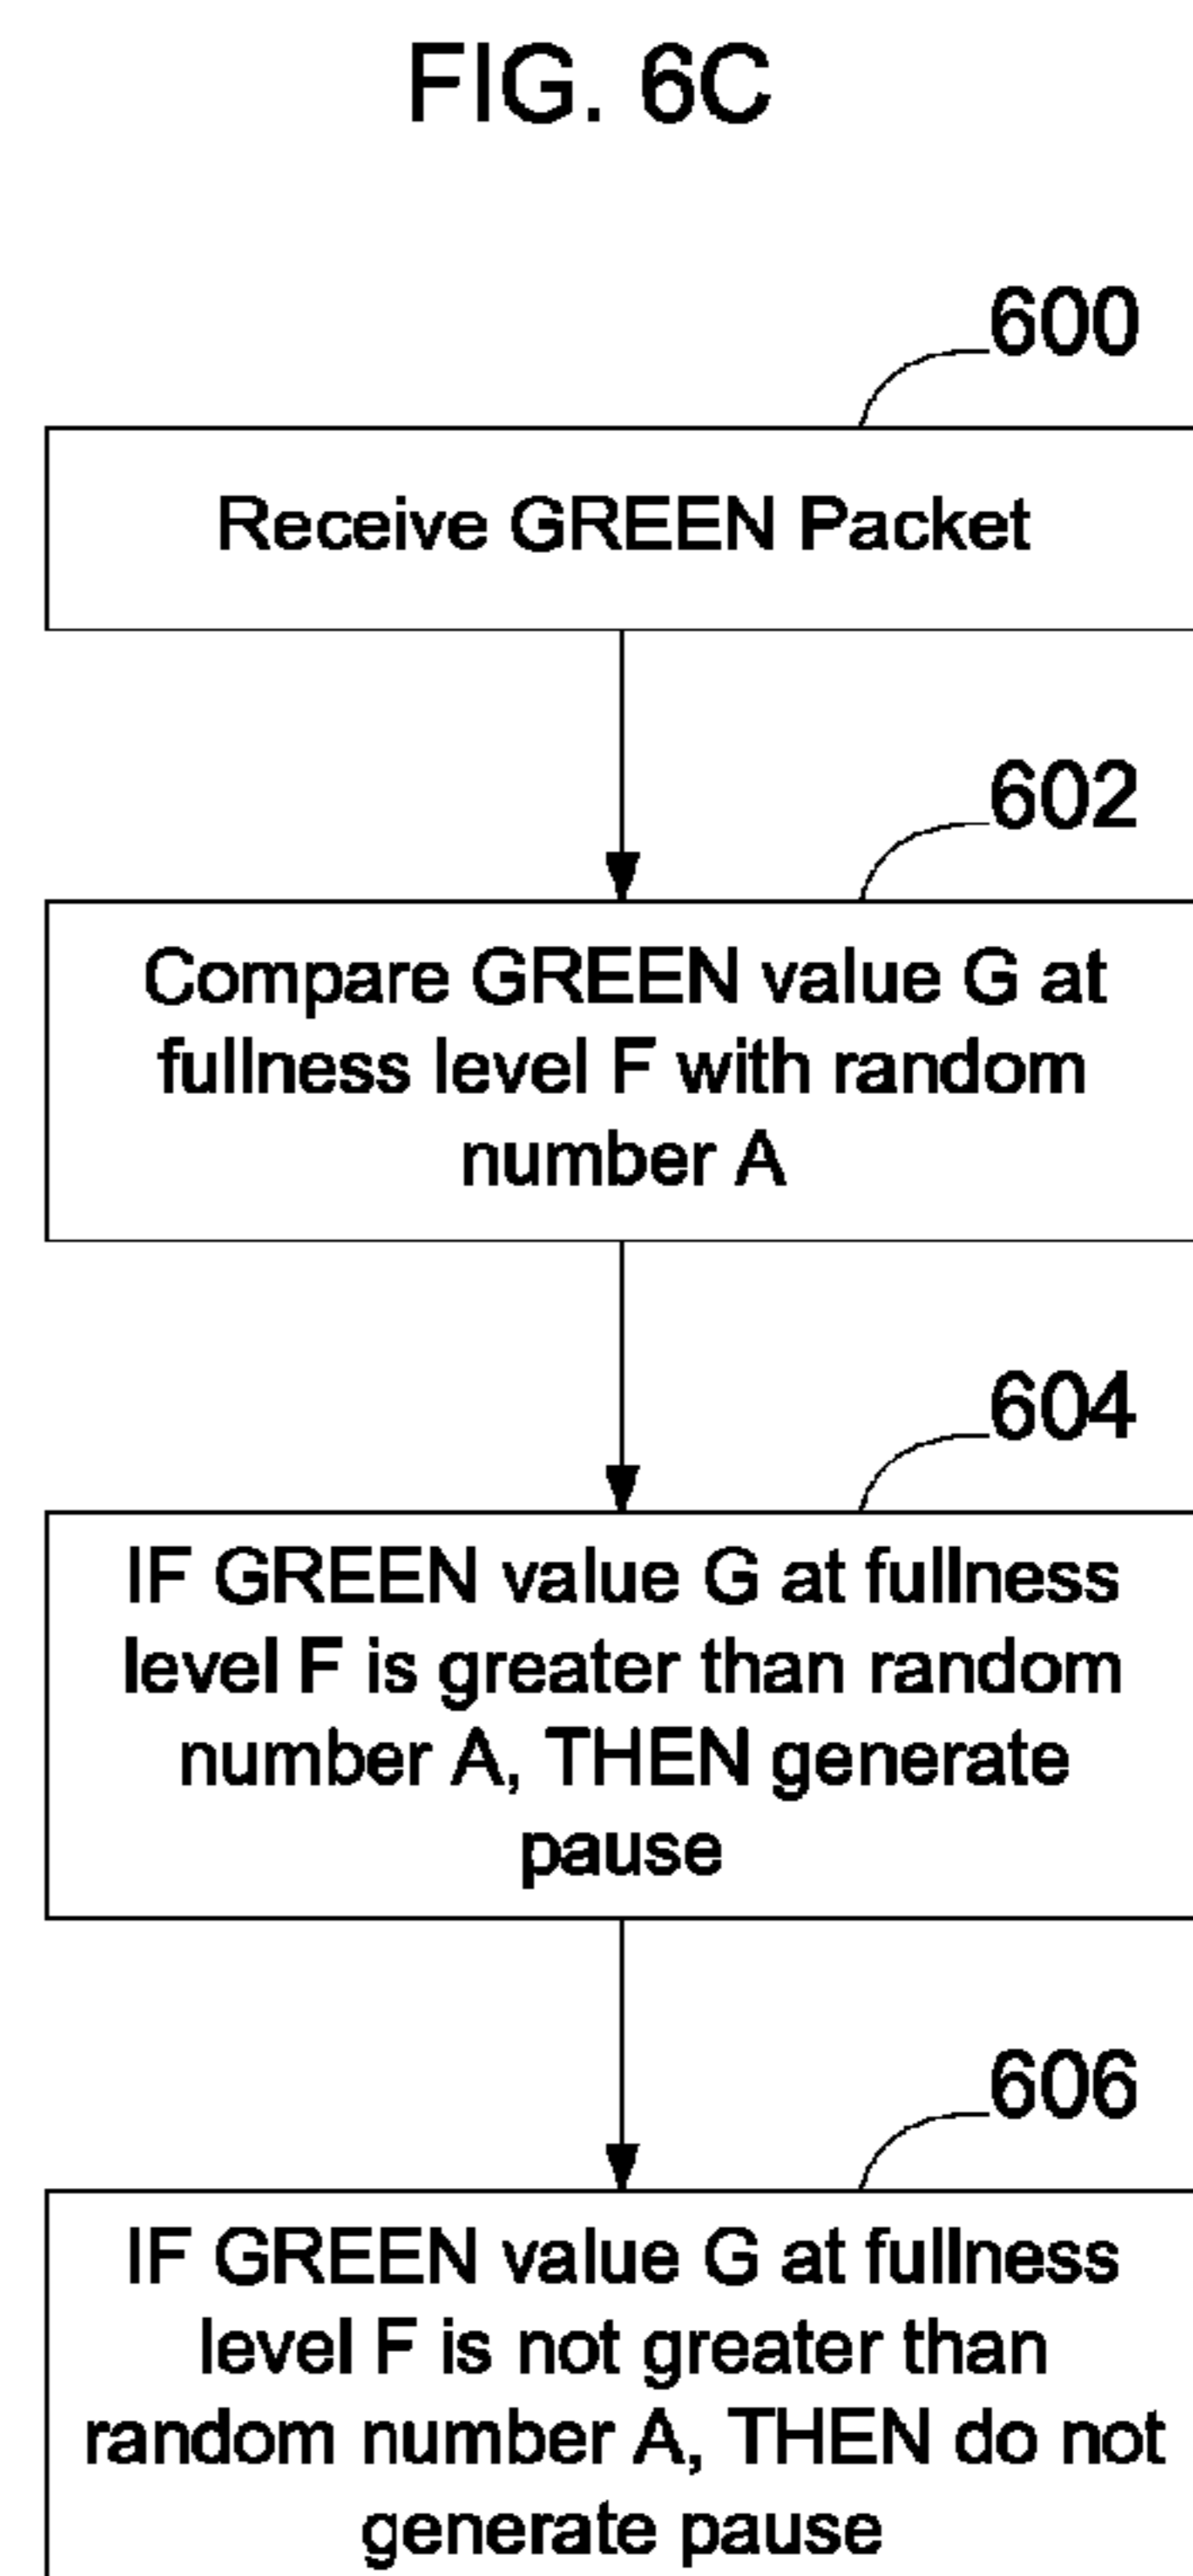 FIG. 6C
600
Receive GREEN Packet
602
Compare GREEN value G at
fullness level F with random
number A
604
IF GREEN value G at fullness
level F is greater than random
number A, THEN generate
pause
606
IF GREEN value G at fullness
level F is not greater than
random number A, THEN do not
generate pause